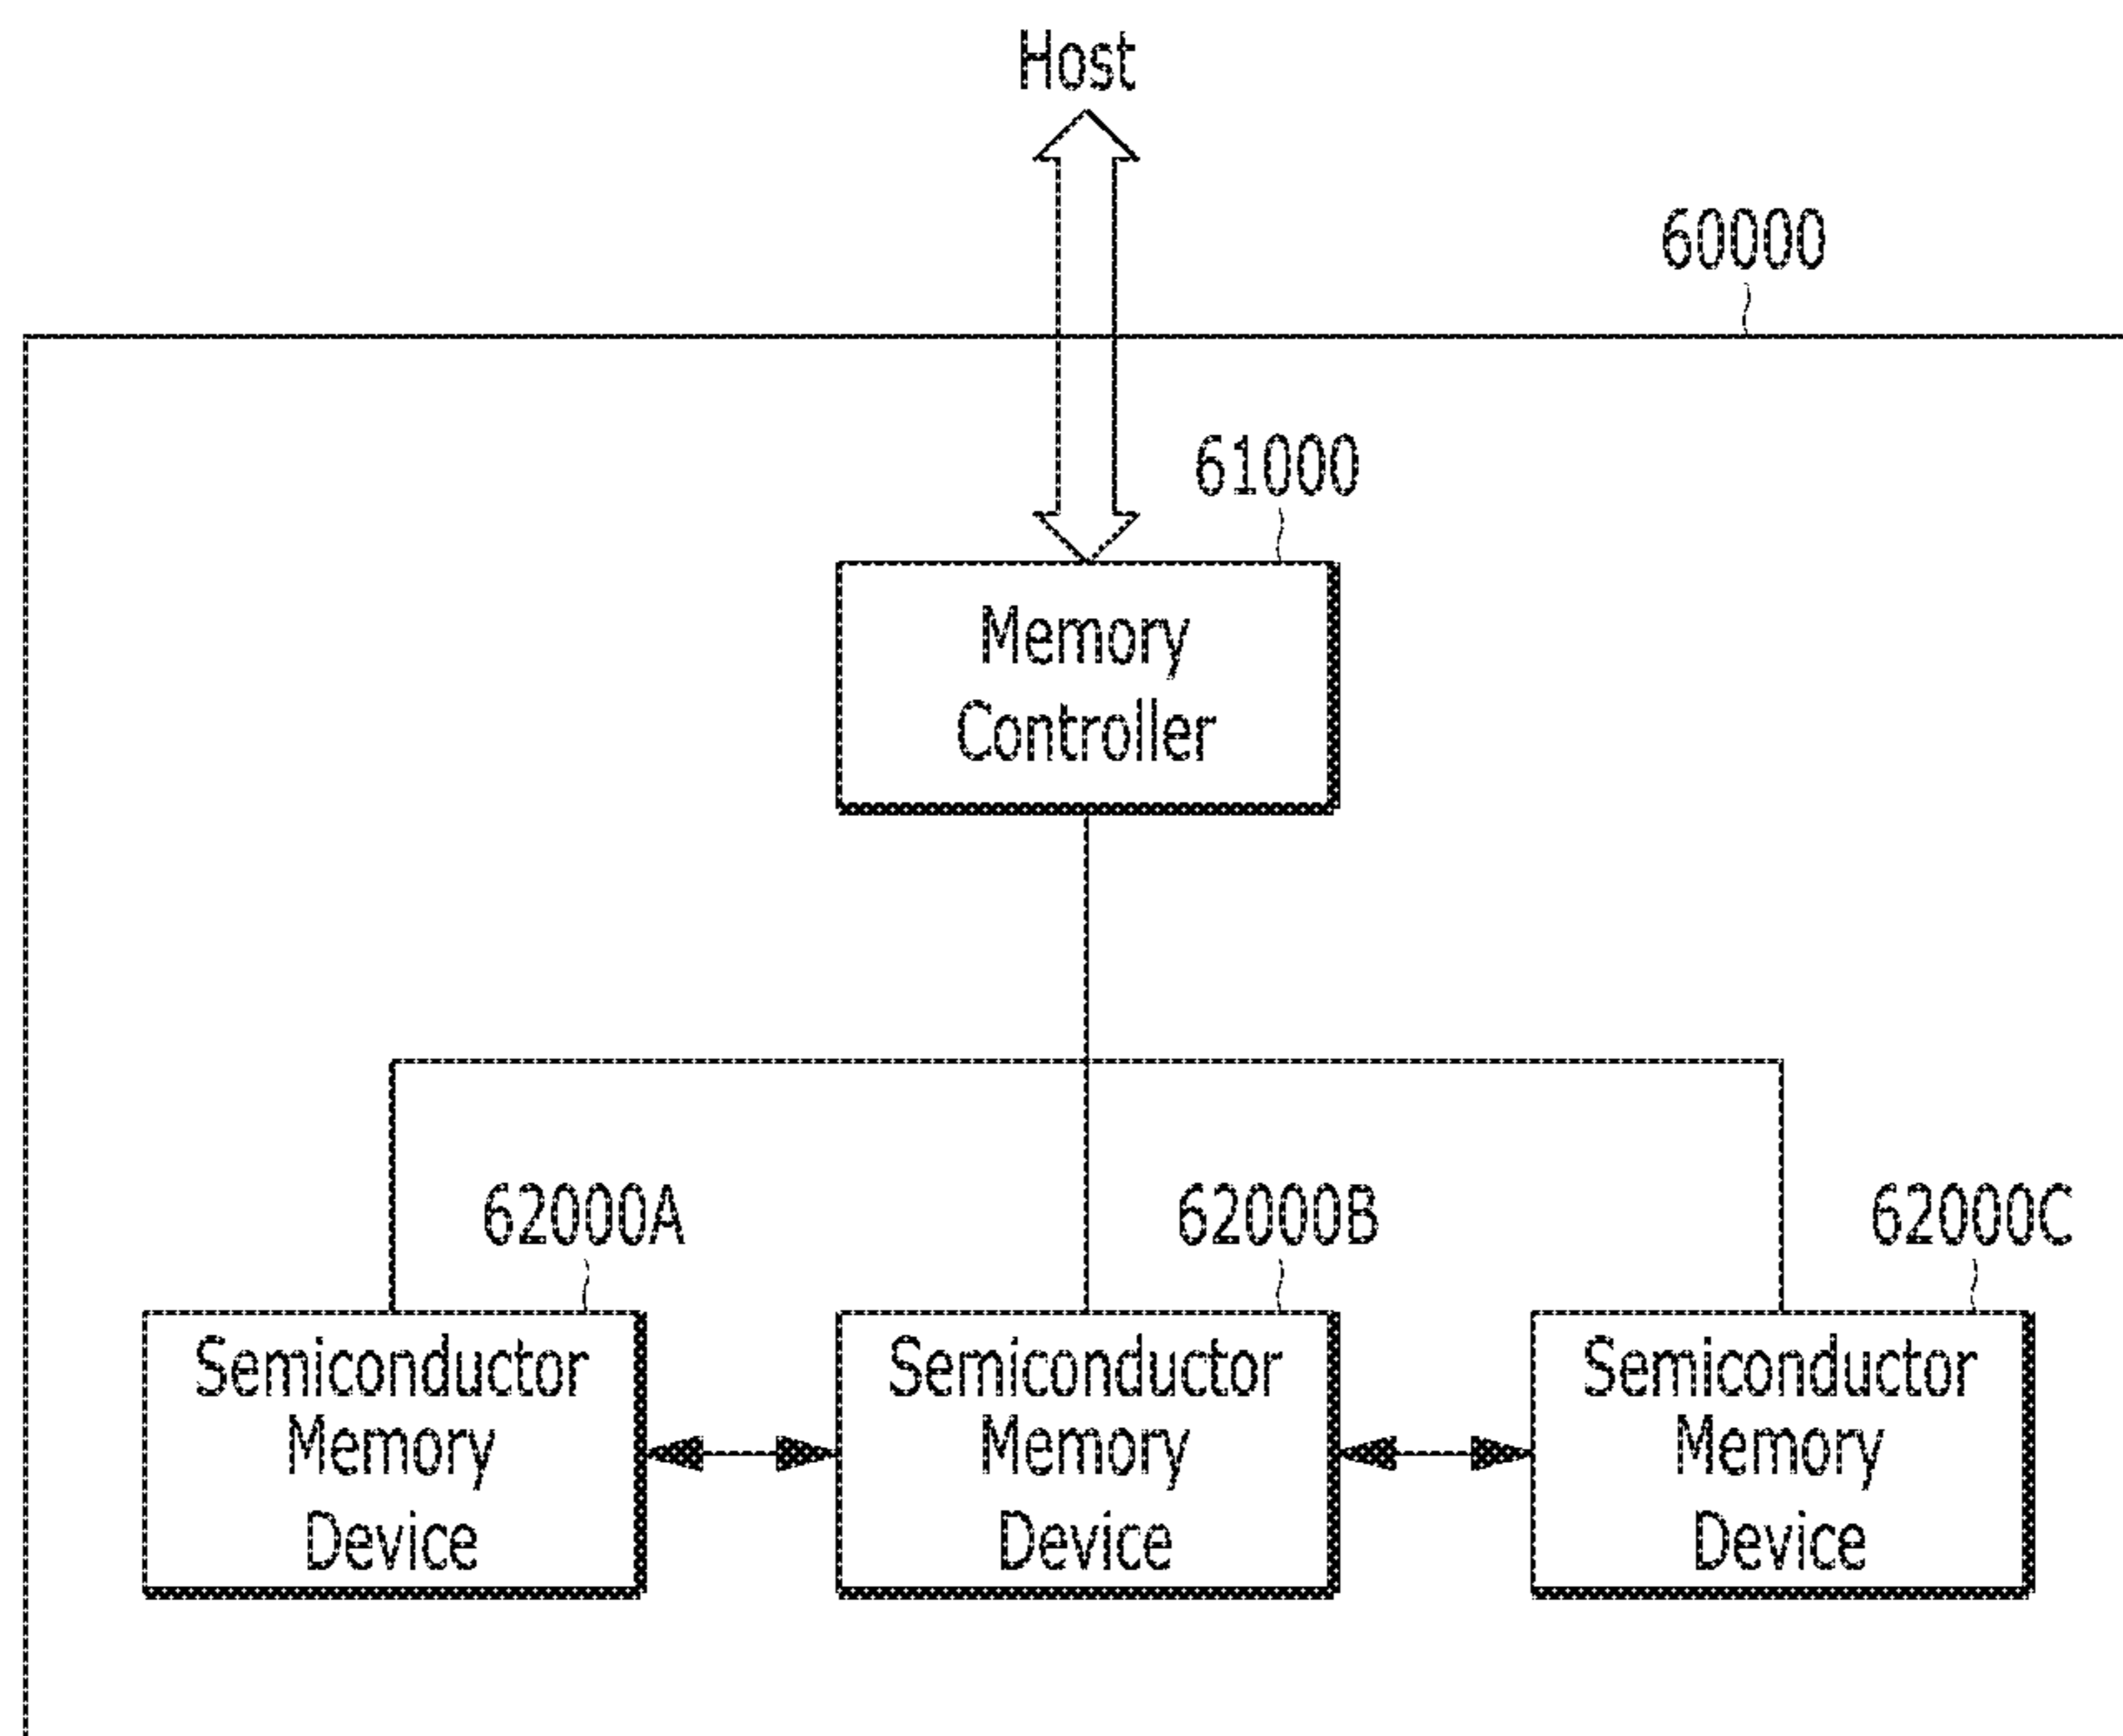 Host
60000
61000
Memory
Controller
62000A
62000B
62000C
Semiconductor
Memory
Device
Semiconductor
Memory
Device
Semiconductor
Memory
Device